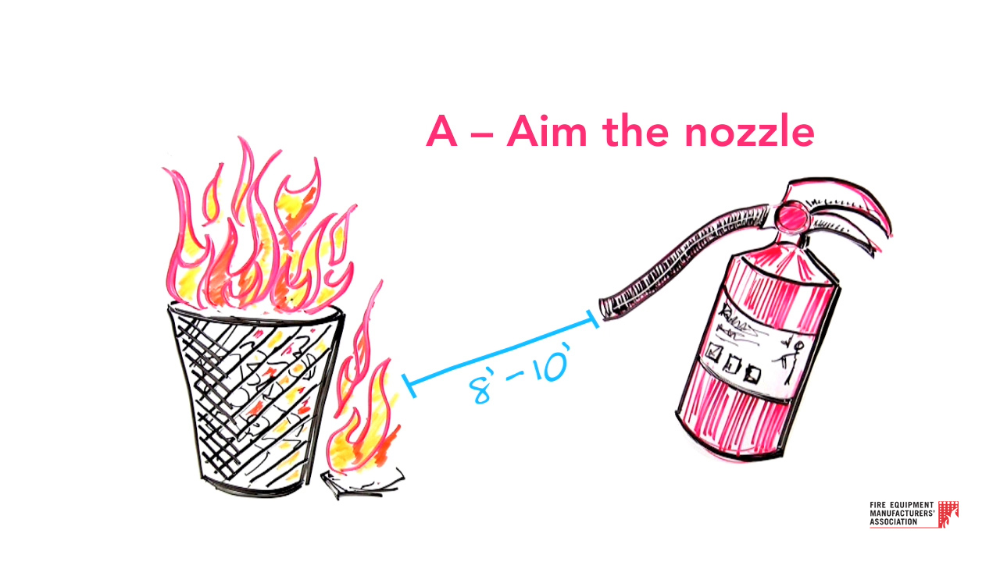 A – Aim the nozzle
8' - 10'
FIRE EQUIPMENT
MANUFACTURERS'
ASSOCIATION